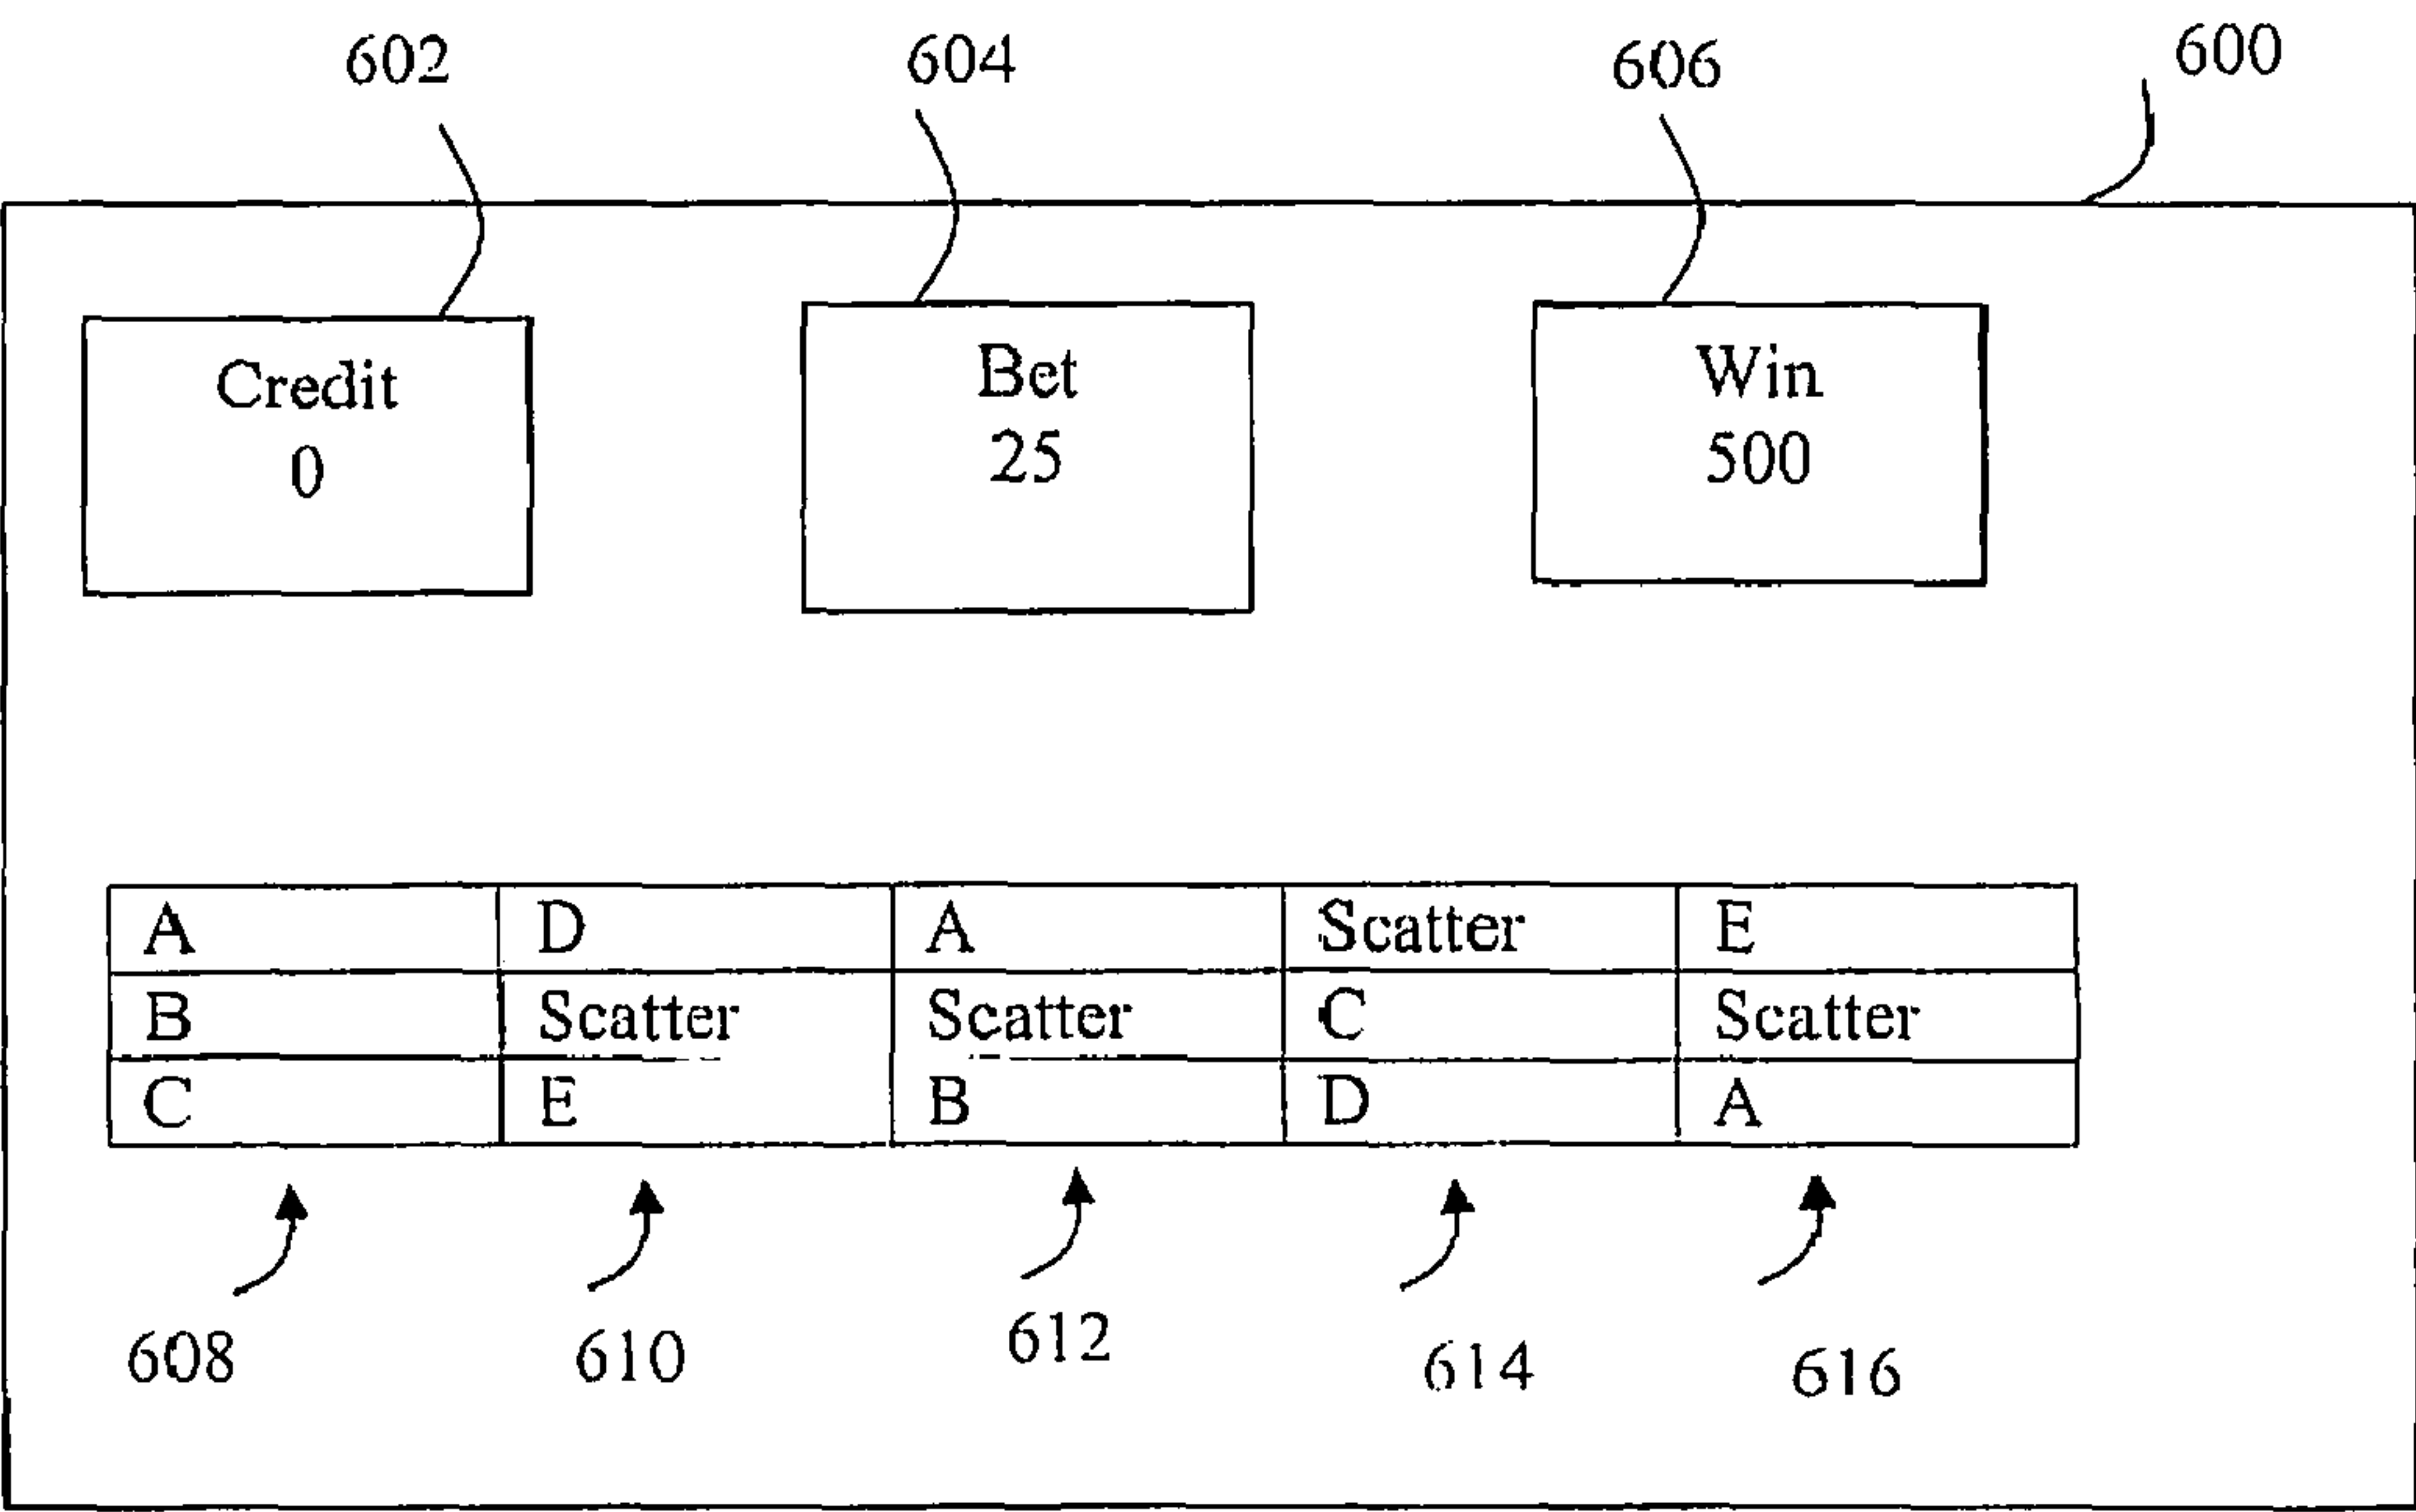 602 604 606 600
Credit Bet Win
0 25 500
A D A Scatter E
B Scatter Scatter C Scatter
C E B D A
608 610 612 614 616